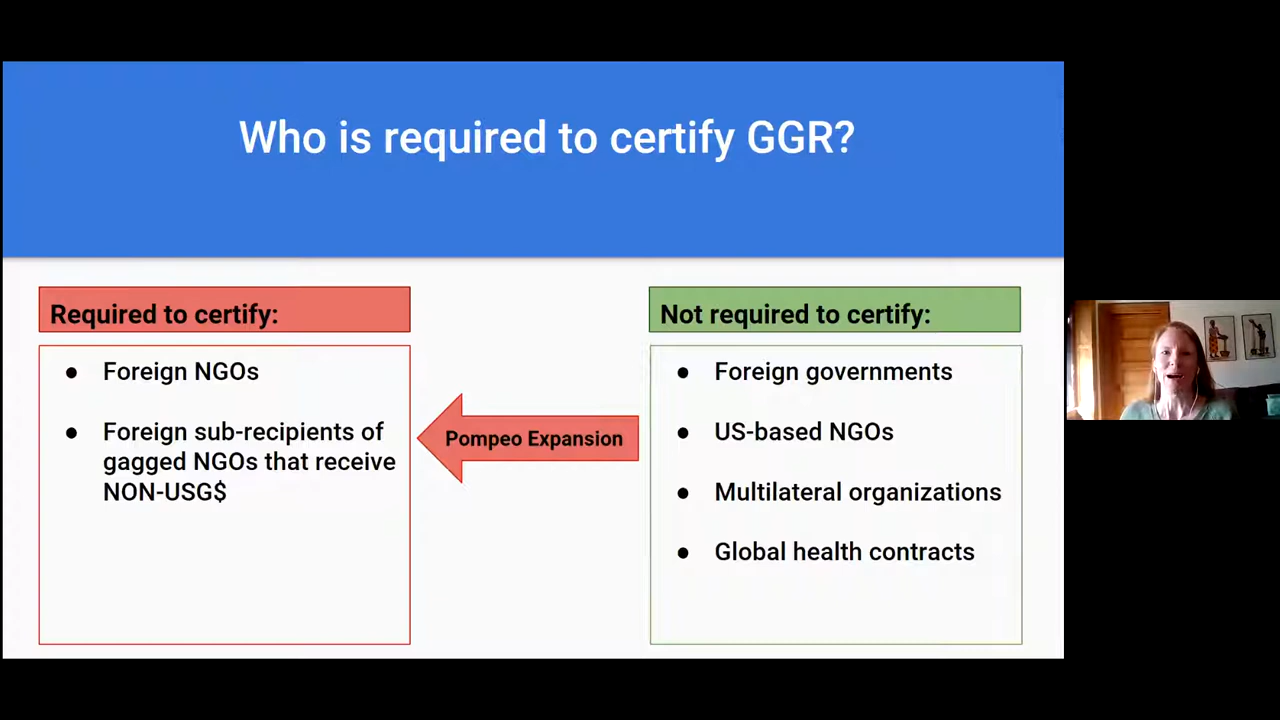 Who is required to certify GGR?
Required to certify:
● Foreign NGOs
● Foreign sub-recipients of
gagged NGOs that receive
NON-USG$
Pompeo Expansion
Not required to certify:
● Foreign governments
● US-based NGOs
● Multilateral organizations
● Global health contracts